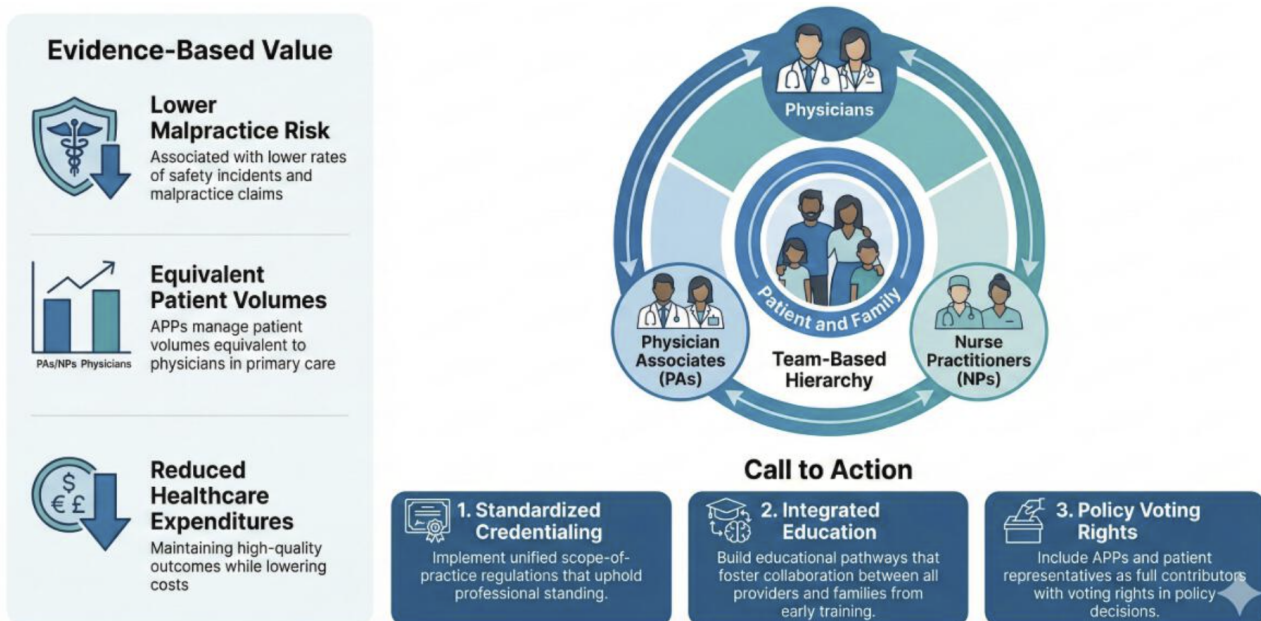 Evidence-Based Value
Lower
Malpractice Risk
Associated with lower rates
of safety incidents and
malpractice claims
Equivalent
Patient Volumes
APPs manage patient
volumes equivalent to
physicians in primary care
PAs/NPs Physicians
Reduced
Healthcare
Expenditures
Maintaining high-quality
outcomes while lowering
costs
$
€ £
Physicians
Patient and Family
Physician
Associates
(PAs)
Team-Based
Hierarchy
Nurse
Practitioners
(NPs)
Call to Action
1. Standardized
Credentialing
Implement unified scope-of-
practice regulations that uphold
professional standing.
2. Integrated
Education
Build educational pathways that
foster collaboration between all
providers and families from
early training.
3. Policy Voting
Rights
Include APPs and patient
representatives as full contributors
with voting rights in policy
decisions.